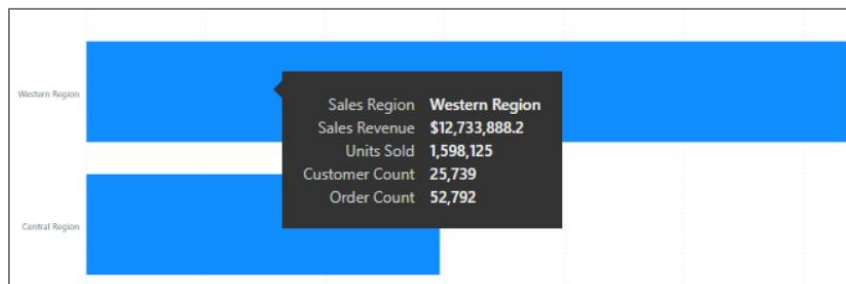 Western Region
Sales Region Western Region
Sales Revenue $12,733,888.2
Units Sold 1,598,125
Customer Count 25,739
Order Count 52,792
Central Region